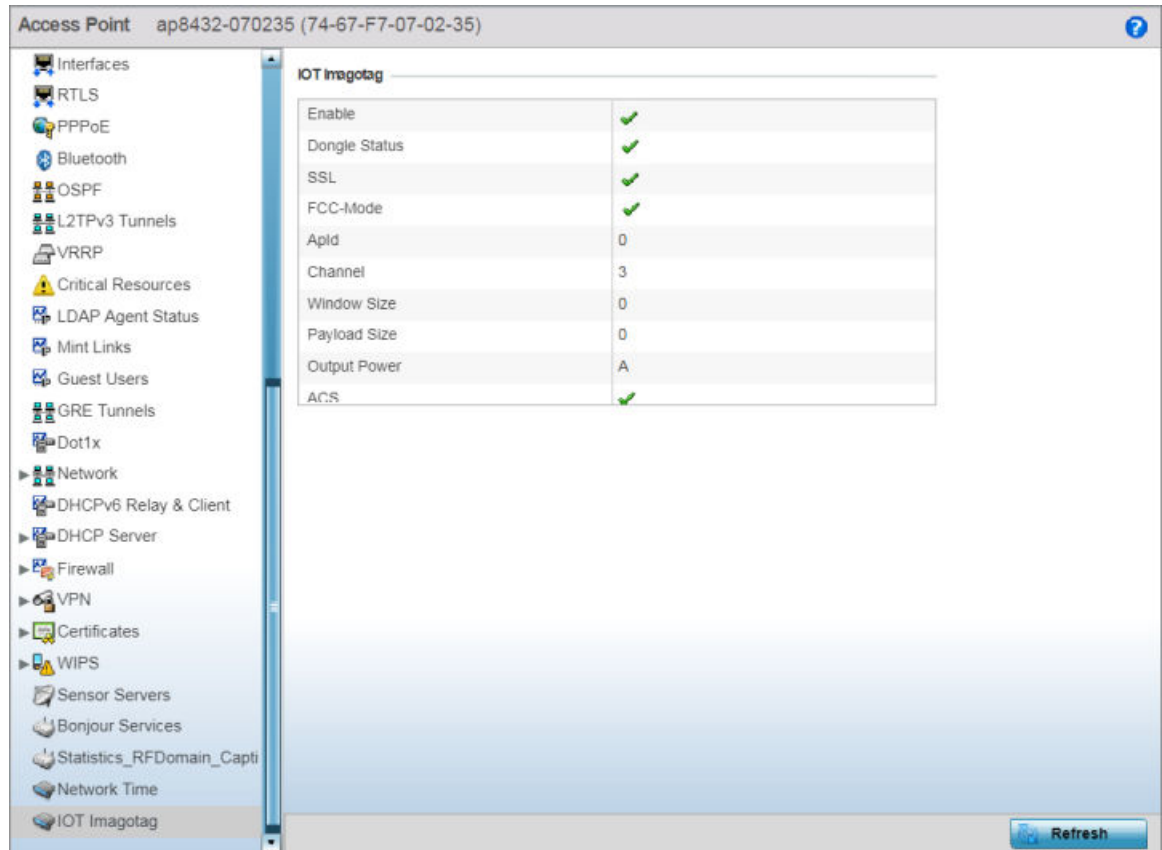 Access Point ap8432-070235 (74-67-F7-07-02-35)
?
Interfaces
RTLS
PPPoE
Bluetooth
OSPF
L2TPv3 Tunnels
VRRP
Critical Resources
LDAP Agent Status
Mint Links
Guest Users
GRE Tunnels
Dot1x
Network
DHCPv6 Relay & Client
DHCP Server
Firewall
VPN
Certificates
WIPS
Sensor Servers
Bonjour Services
Statistics_RFDomain_Capti
Network Time
IOT Imagotag
IOT Imagotag
Enable
Dongle Status
SSL
FCC-Mode
ApId 0
Channel 3
Window Size 0
Payload Size 0
Output Power A
ACS
Refresh